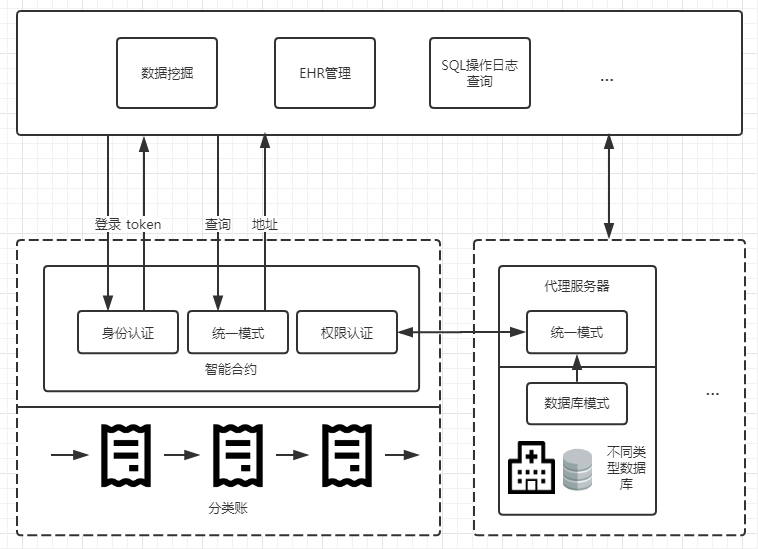 数据挖掘
EHR管理
SQL操作日志
查询
...
登录 token
查询
地址
身份认证
统一模式
权限认证
智能合约
分类账
代理服务器
统一模式
数据库模式
不同类
型数据
库
...